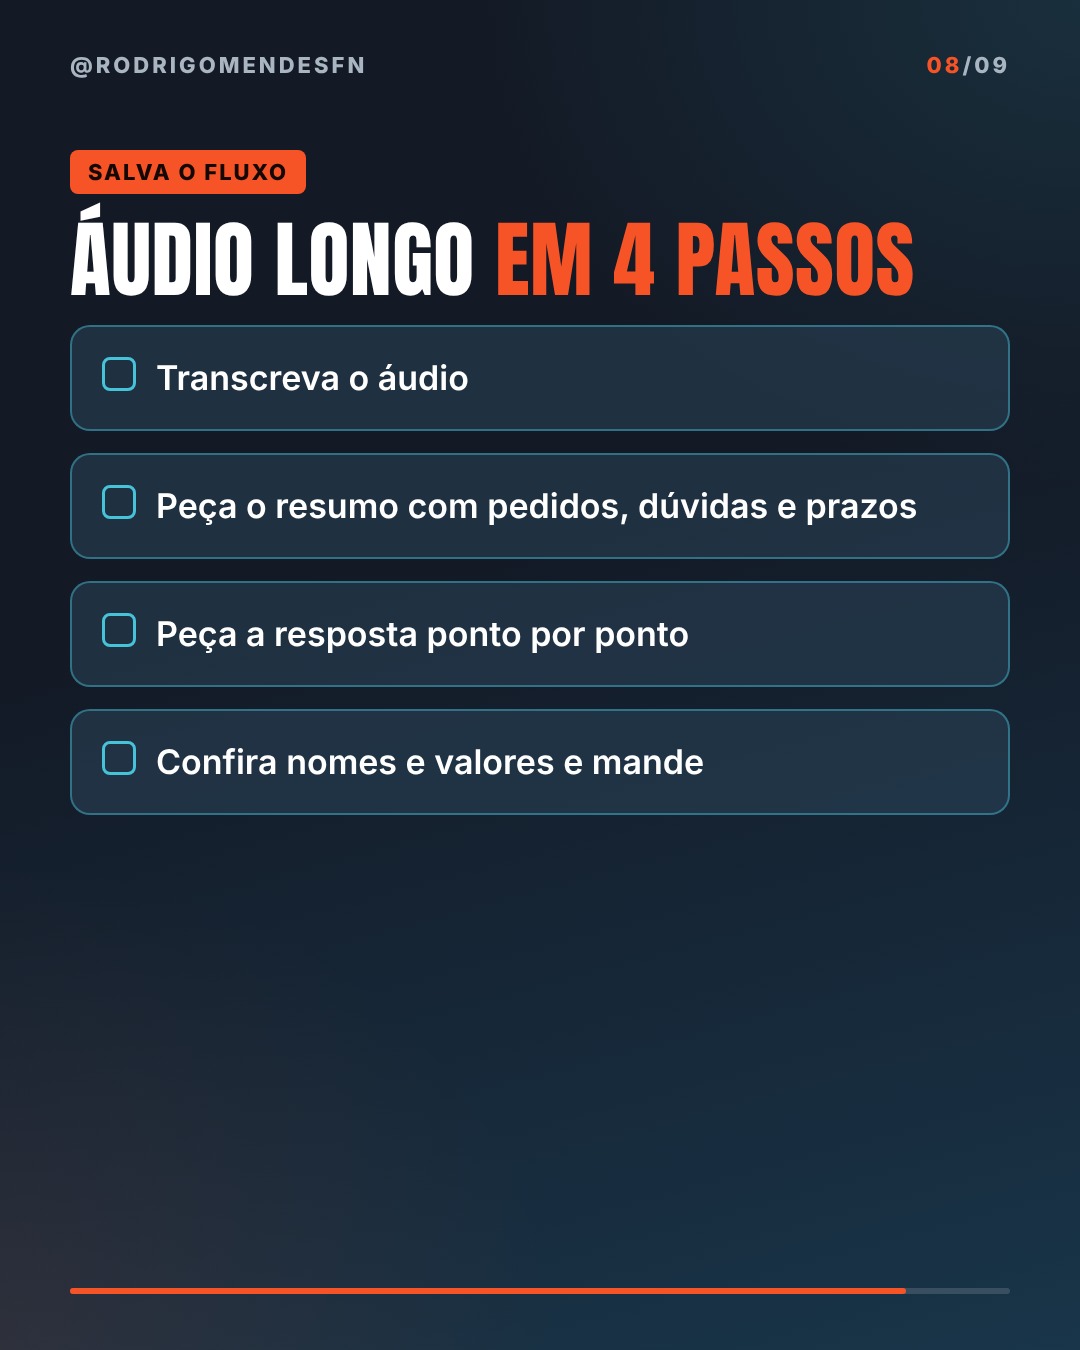 @RODRIGOMENDESFN
08/09
SALVA O FLUXO
ÁUDIO LONGO EM 4 PASSOS
Transcreva o áudio
Peça o resumo com pedidos, dúvidas e prazos
Peça a resposta ponto por ponto
Confira nomes e valores e mande